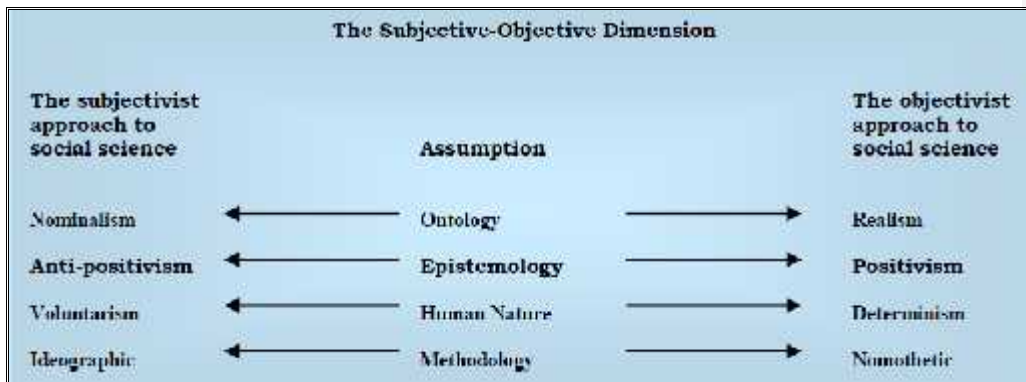 The Subjective-Objective Dimension
The subjectivist
approach to
social science
Assumption
The objectivist
approach to
social science
Nominalism Ontology Realism
Anti-positivism Epistemology Positivism
Voluntarism Human Nature Determinism
Ideographic Methodology Nomothetic